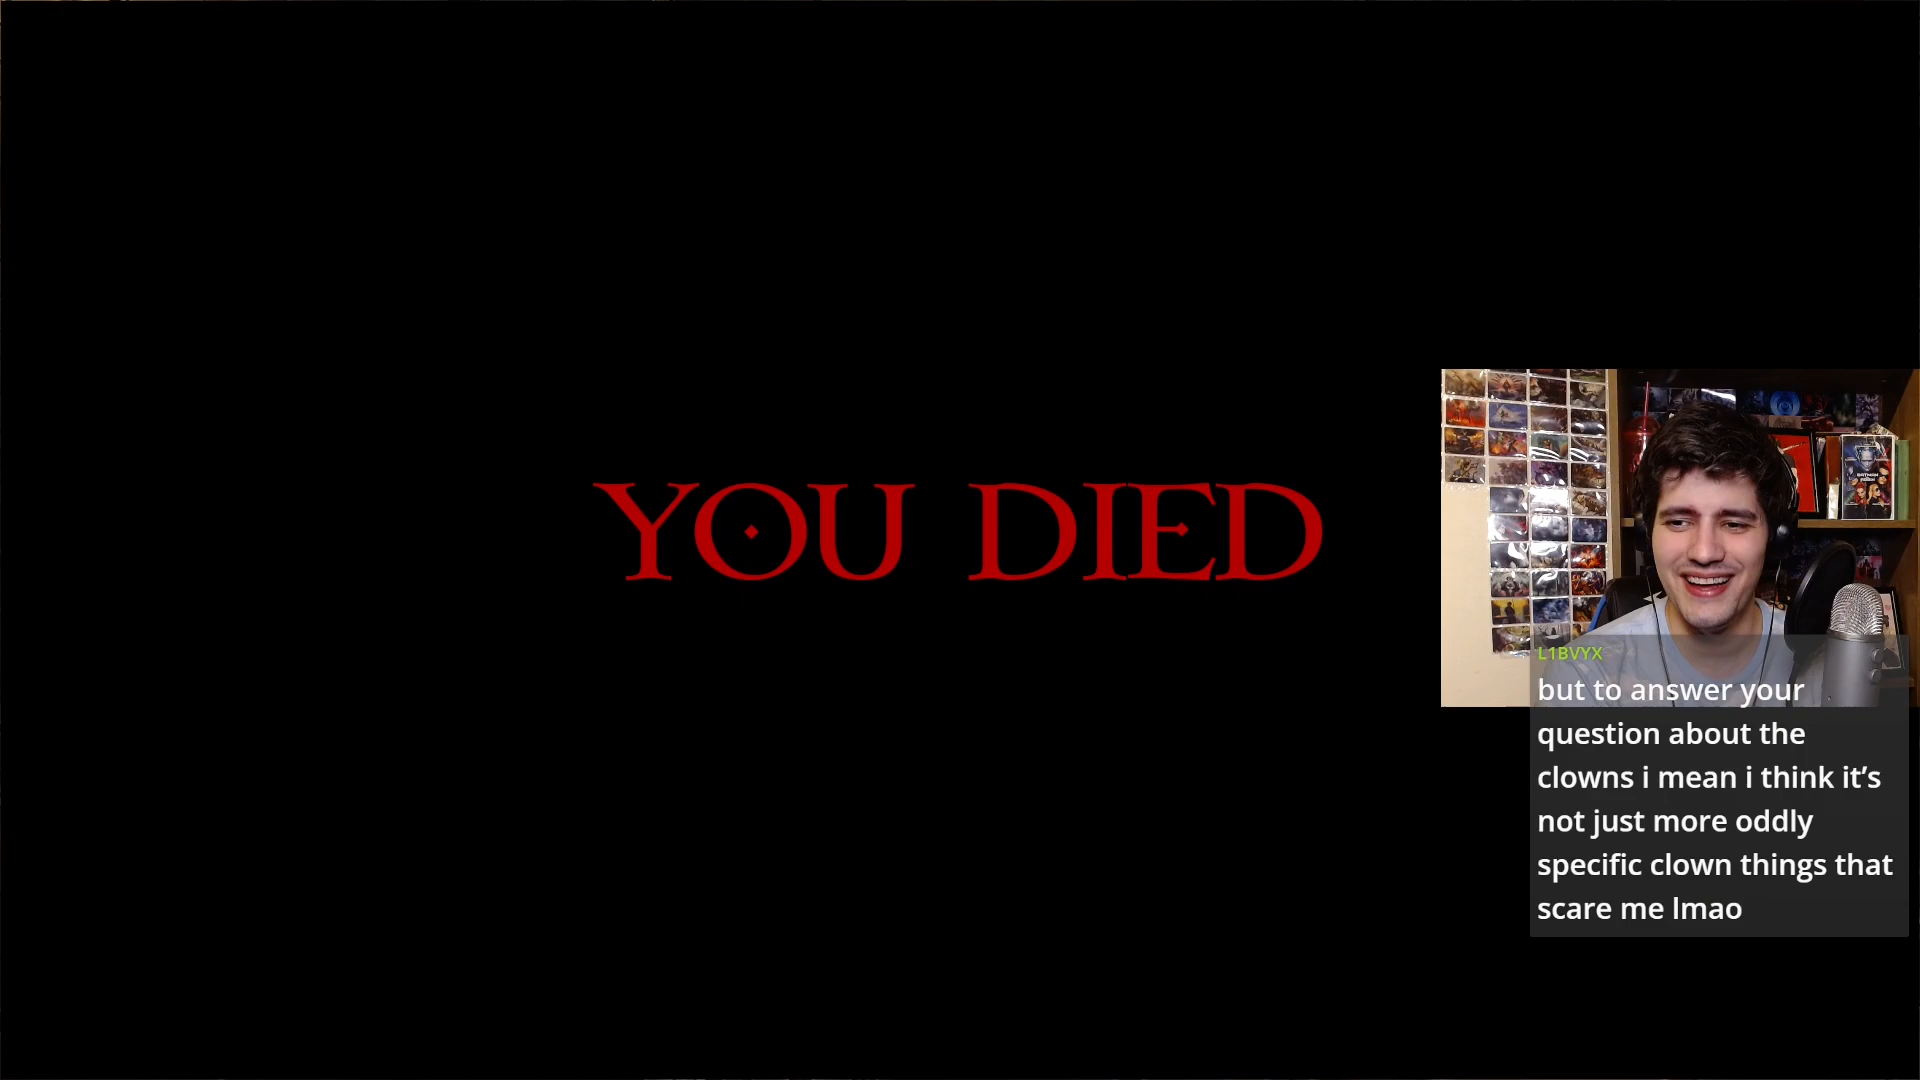 YOU DIED
L1BVYX
but to answer your
question about the
clowns i mean i think it’s
not just more oddly
specific clown things that
scare me lmao